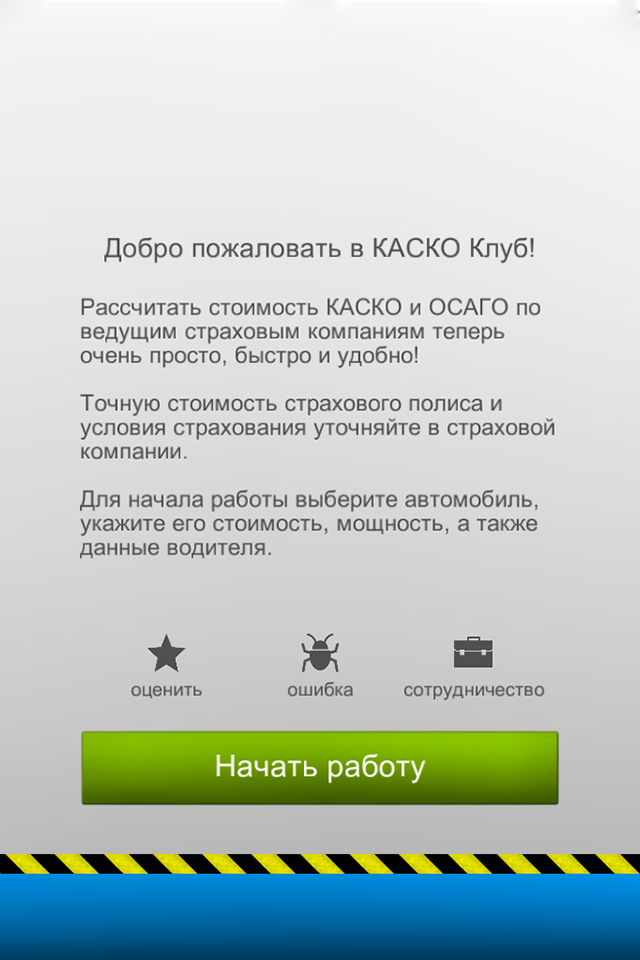 Добро пожаловать в КАСКО Клуб!
Рассчитать стоимость КАСКО и ОСАГО по
ведущим страховым компаниям теперь
очень просто, быстро и удобно!
Точную стоимость страхового полиса и
условия страхования уточняйте в страховой
компании.
Для начала работы выберите автомобиль,
укажите его стоимость, мощность, а также
данные водителя.
оценить ошибка сотрудничество
Начать работу